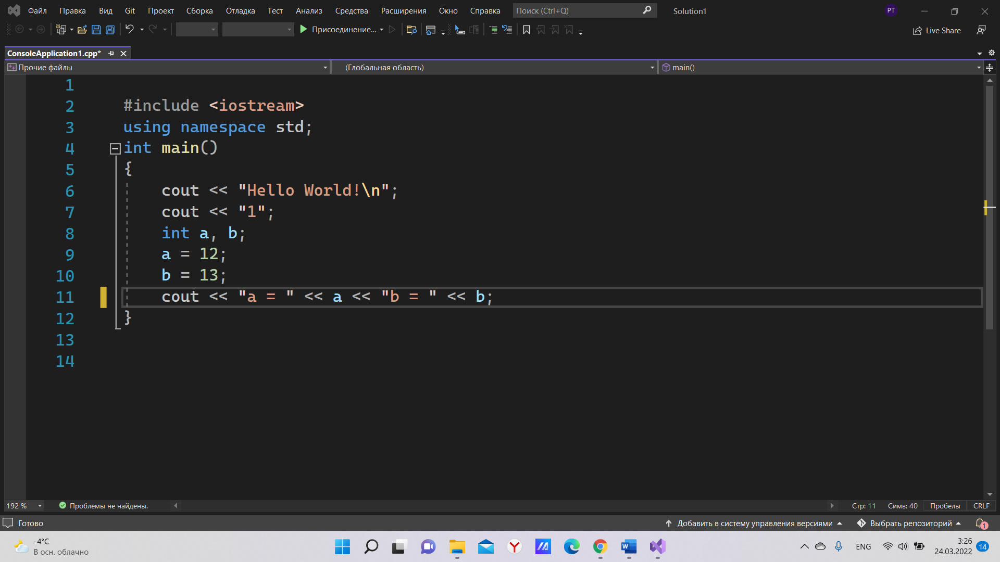 Файл Правка Вид Git Проект Сборка Отладка Тест Анализ Средства Расширения Окно Справка Поиск (Ctrl+Q) Solution1 PT
Присоединение... Live Share
ConsoleApplication1.cpp*
Прочие файлы (Глобальная область) main()
1
2 #include <iostream>
3 using namespace std;
4 int main()
5 {
6 cout << "Hello World!\n";
7 cout << "1";
8 int a, b;
9 a = 12;
10 b = 13;
11 cout << "a = " << a << "b = " << b;
12 }
13
14
192 % Проблемы не найдены. Стр: 11 Симв: 40 Пробелы CRLF
Готово Добавить в систему управления версиями Выбрать репозиторий 1
-4°C
В осн. облачно
ENG
3:26
24.03.2022 14